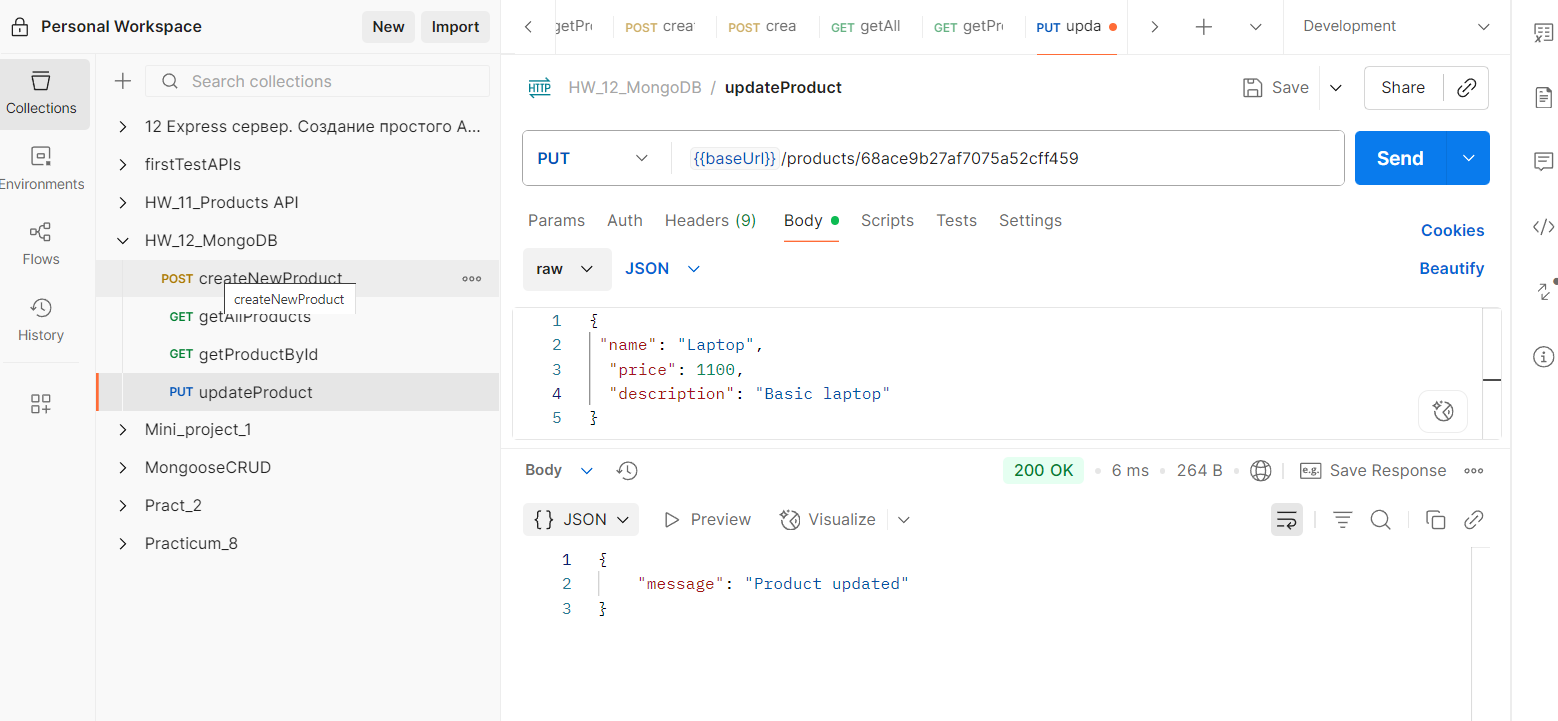 Personal Workspace
New
Import
Collections
Environments
Flows
History
Search collections
12 Express сервер. Создание простого A...
firstTestAPIs
HW_11_Products API
HW_12_MongoDB
POST createNewProduct
createNewProduct
GET getAllProducts
GET getProductById
PUT updateProduct
Mini_project_1
MongooseCRUD
Pract_2
Practicum_8
getPr
POST crea
POST crea
GET getAll
GET getPr
PUT upda
Development
HTTP
HW_12_MongoDB / updateProduct
Save
Share
PUT
{{baseUrl}} /products/68ace9b27af7075a52cff459
Send
Params
Auth
Headers (9)
Body
Scripts
Tests
Settings
Cookies
raw
JSON
Beautify
1 {
2 "name": "Laptop",
3 "price": 1100,
4 "description": "Basic laptop"
5 }
Body
200 OK
6 ms
264 B
e.g.
Save Response
{} JSON
Preview
Visualize
1 {
2 "message": "Product updated"
3 }